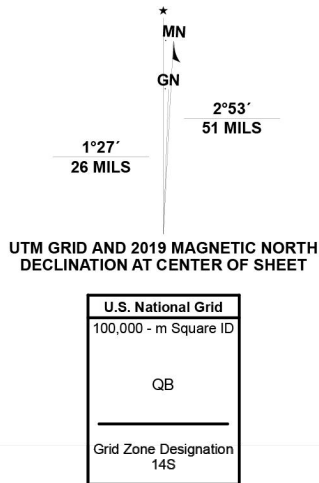 MN
GN
2°53´
51 MILS
1°27´
26 MILS
UTM GRID AND 2019 MAGNETIC NORTH
DECLINATION AT CENTER OF SHEET
U.S. National Grid
100,000 - m Square ID
QB
Grid Zone Designation
14S